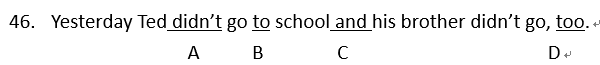 46. Yesterday Ted didn't go to school and his brother didn't go, too.
A B C D